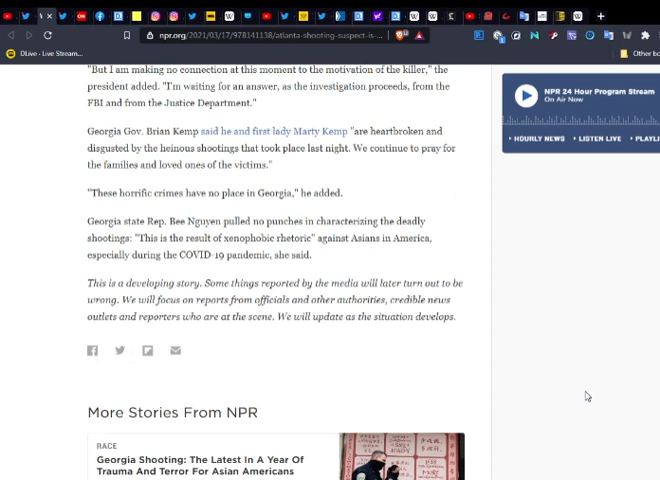 npr.org/2021/03/17/978141138/atlanta-shooting-suspect-is-...
DLive - Live Stream...
Other bo
"But I am making no connection at this moment to the motivation of the killer," the
president added. "I'm waiting for an answer, as the investigation proceeds, from the
FBI and from the Justice Department."
Georgia Gov. Brian Kemp said he and first lady Marty Kemp "are heartbroken and
disgusted by the heinous shootings that took place last night. We continue to pray for
the families and loved ones of the victims."
"These horrific crimes have no place in Georgia," he added.
Georgia state Rep. Bee Nguyen pulled no punches in characterizing the deadly
shootings: "This is the result of xenophobic rhetoric" against Asians in America,
especially during the COVID-19 pandemic, she said.
This is a developing story. Some things reported by the media will later turn out to be
wrong. We will focus on reports from officials and other authorities, credible news
outlets and reporters who are at the scene. We will update as the situation develops.
NPR 24 Hour Program Stream
On Air Now
HOURLY NEWS
LISTEN LIVE
PLAYLI
More Stories From NPR
RACE
Georgia Shooting: The Latest In A Year Of
Trauma And Terror For Asian Americans